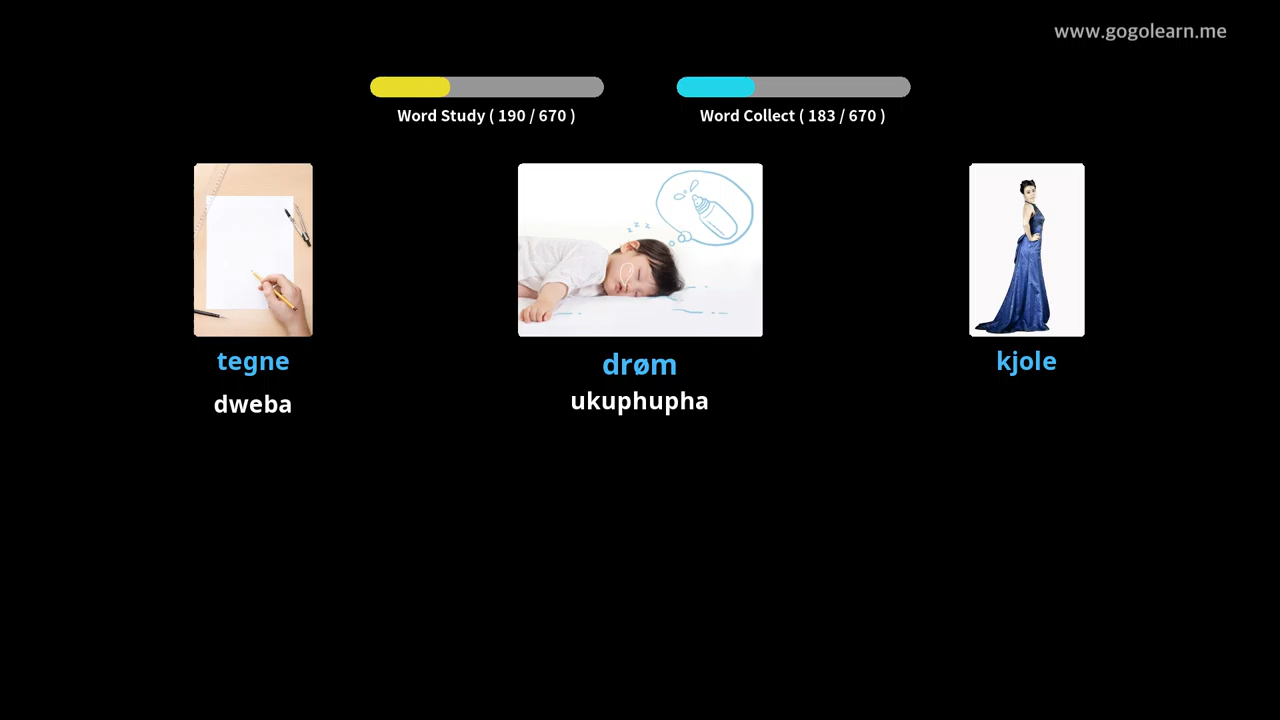 www.gogolearn.me
Word Study ( 190 / 670 )
Word Collect ( 183 / 670 )
tegne
drøm
kjole
dweba
ukuphupha